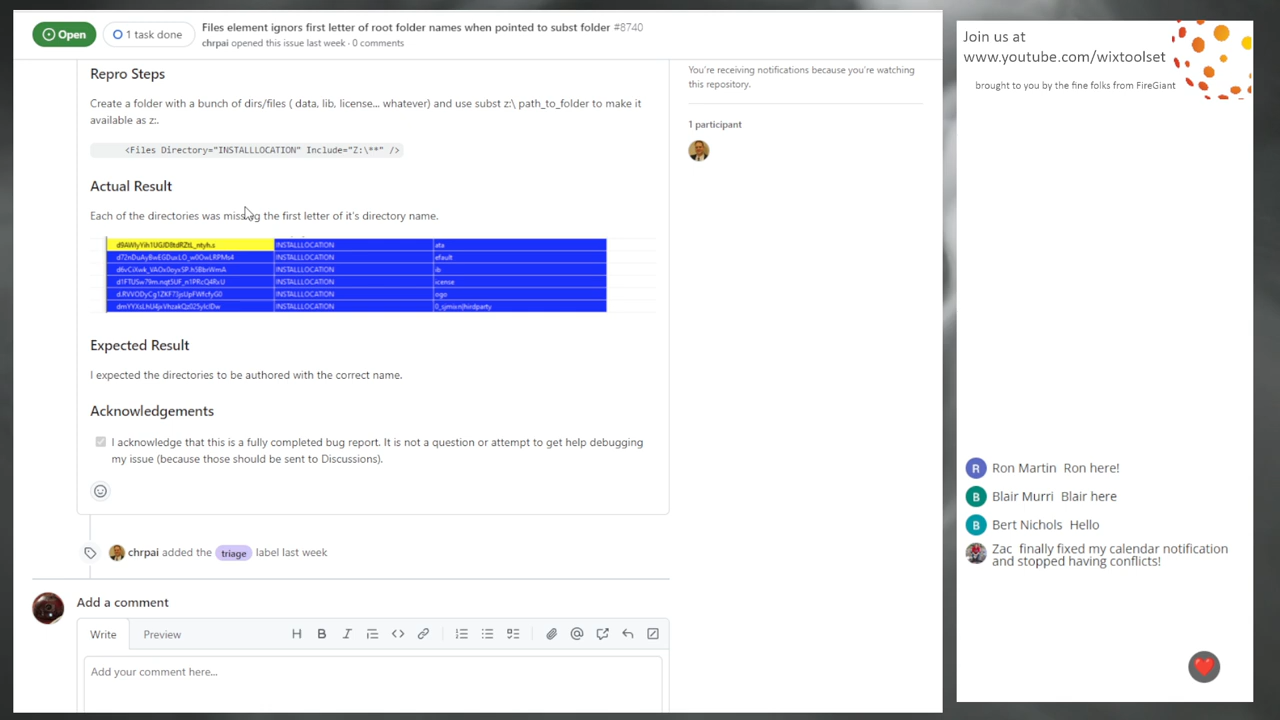 Open
1 task done
Files element ignors first letter of root folder names when pointed to subst folder #8740
chrpai opened this issue last week · 0 comments
Repro Steps
Create a folder with a bunch of dirs/files ( data, lib, license... whatever) and use subst z:\ path_to_folder to make it
available as z:.
<Files Directory="INSTALLLOCATION" Include="Z:\**" />
Actual Result
Each of the directories was missing the first letter of it's directory name.
INSTALLLOCATION ata
INSTALLLOCATION efault
INSTALLLOCATION ib
INSTALLLOCATION icense
INSTALLLOCATION ogo
INSTALLLOCATION
Expected Result
I expected the directories to be authored with the correct name.
Acknowledgements
I acknowledge that this is a fully completed bug report. It is not a question or attempt to get help debugging
my issue (because those should be sent to Discussions).
chrpai added the triage label last week
Add a comment
Write Preview
Add your comment here...
You're receiving notifications because you're watching
this repository.
1 participant
Join us at
www.youtube.com/wixtoolset
brought to you by the fine folks from FireGiant
R Ron Martin Ron here!
B Blair Murri Blair here
B Bert Nichols Hello
Zac finally fixed my calendar notification
and stopped having conflicts!